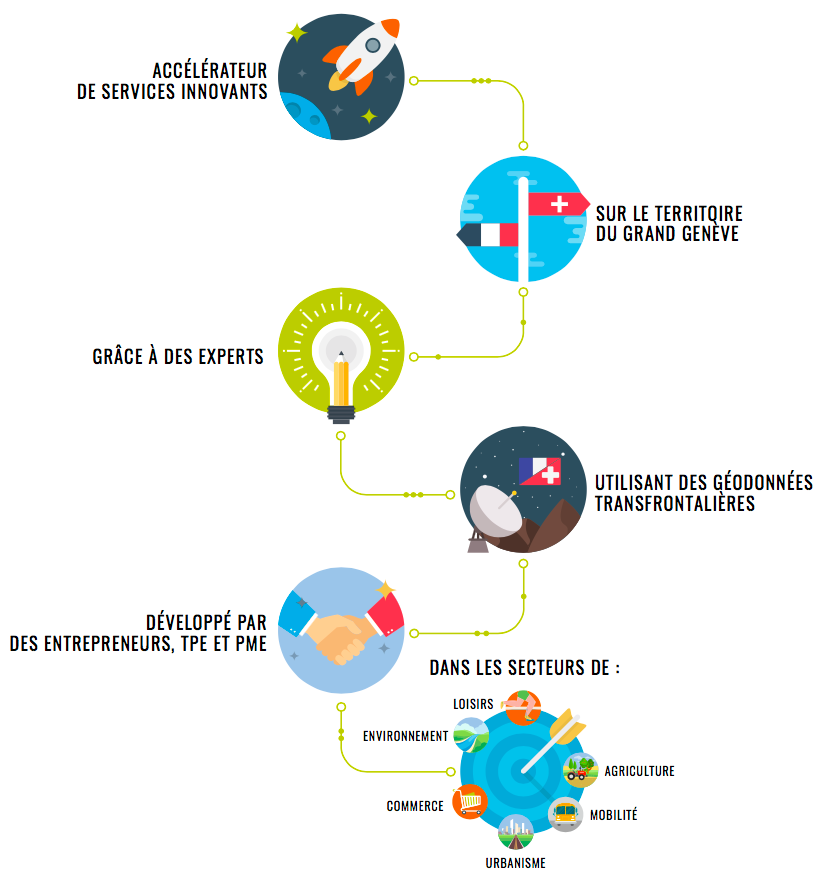 ACCÉLÉRATEUR
DE SERVICES INNOVANTS
SUR LE TERRITOIRE
DU GRAND GENÈVE
GRÂCE À DES EXPERTS
UTILISANT DES GÉODONNÉES
TRANSFRONTALIÈRES
DÉVELOPPÉ PAR
DES ENTREPRENEURS, TPE ET PME
DANS LES SECTEURS DE :
LOISIRS
ENVIRONNEMENT
AGRICULTURE
COMMERCE
MOBILITÉ
URBANISME